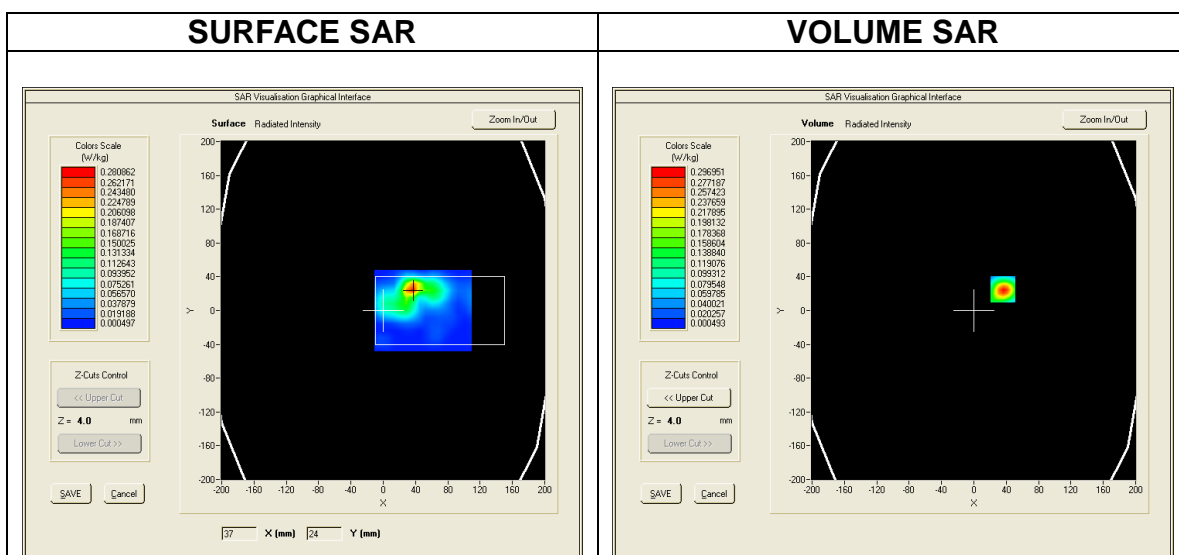 SURFACE SAR
VOLUME SAR
SAR Visualisation Graphical Interface
Surface Radiated Intensity
Zoom In/Out
Colors Scale
(W/kg)
0.280862
0.262171
0.243480
0.224789
0.206098
0.187407
0.168716
0.150025
0.131334
0.112643
0.093952
0.075261
0.056570
0.037879
0.019188
0.000497
Z-Cuts Control
<< Upper Cut
Z = 4.0 mm
Lower Cut >>
SAVE Cancel
200
160
120
80
40
0
-40
-80
-120
-160
-200
Y
-200 -160 -120 -80 -40 0 40 80 120 160 200
X
37 X (mm) 24 Y (mm)
SAR Visualisation Graphical Interface
Volume Radiated Intensity
Zoom In/Out
Colors Scale
(W/kg)
0.296951
0.277187
0.257423
0.237659
0.217895
0.198132
0.178368
0.158604
0.138840
0.119076
0.099312
0.079548
0.059785
0.040021
0.020257
0.000493
Z-Cuts Control
<< Upper Cut
Z = 4.0 mm
Lower Cut >>
SAVE Cancel
200
160
120
80
40
0
-40
-80
-120
-160
-200
Y
-200 -160 -120 -80 -40 0 40 80 120 160 200
X